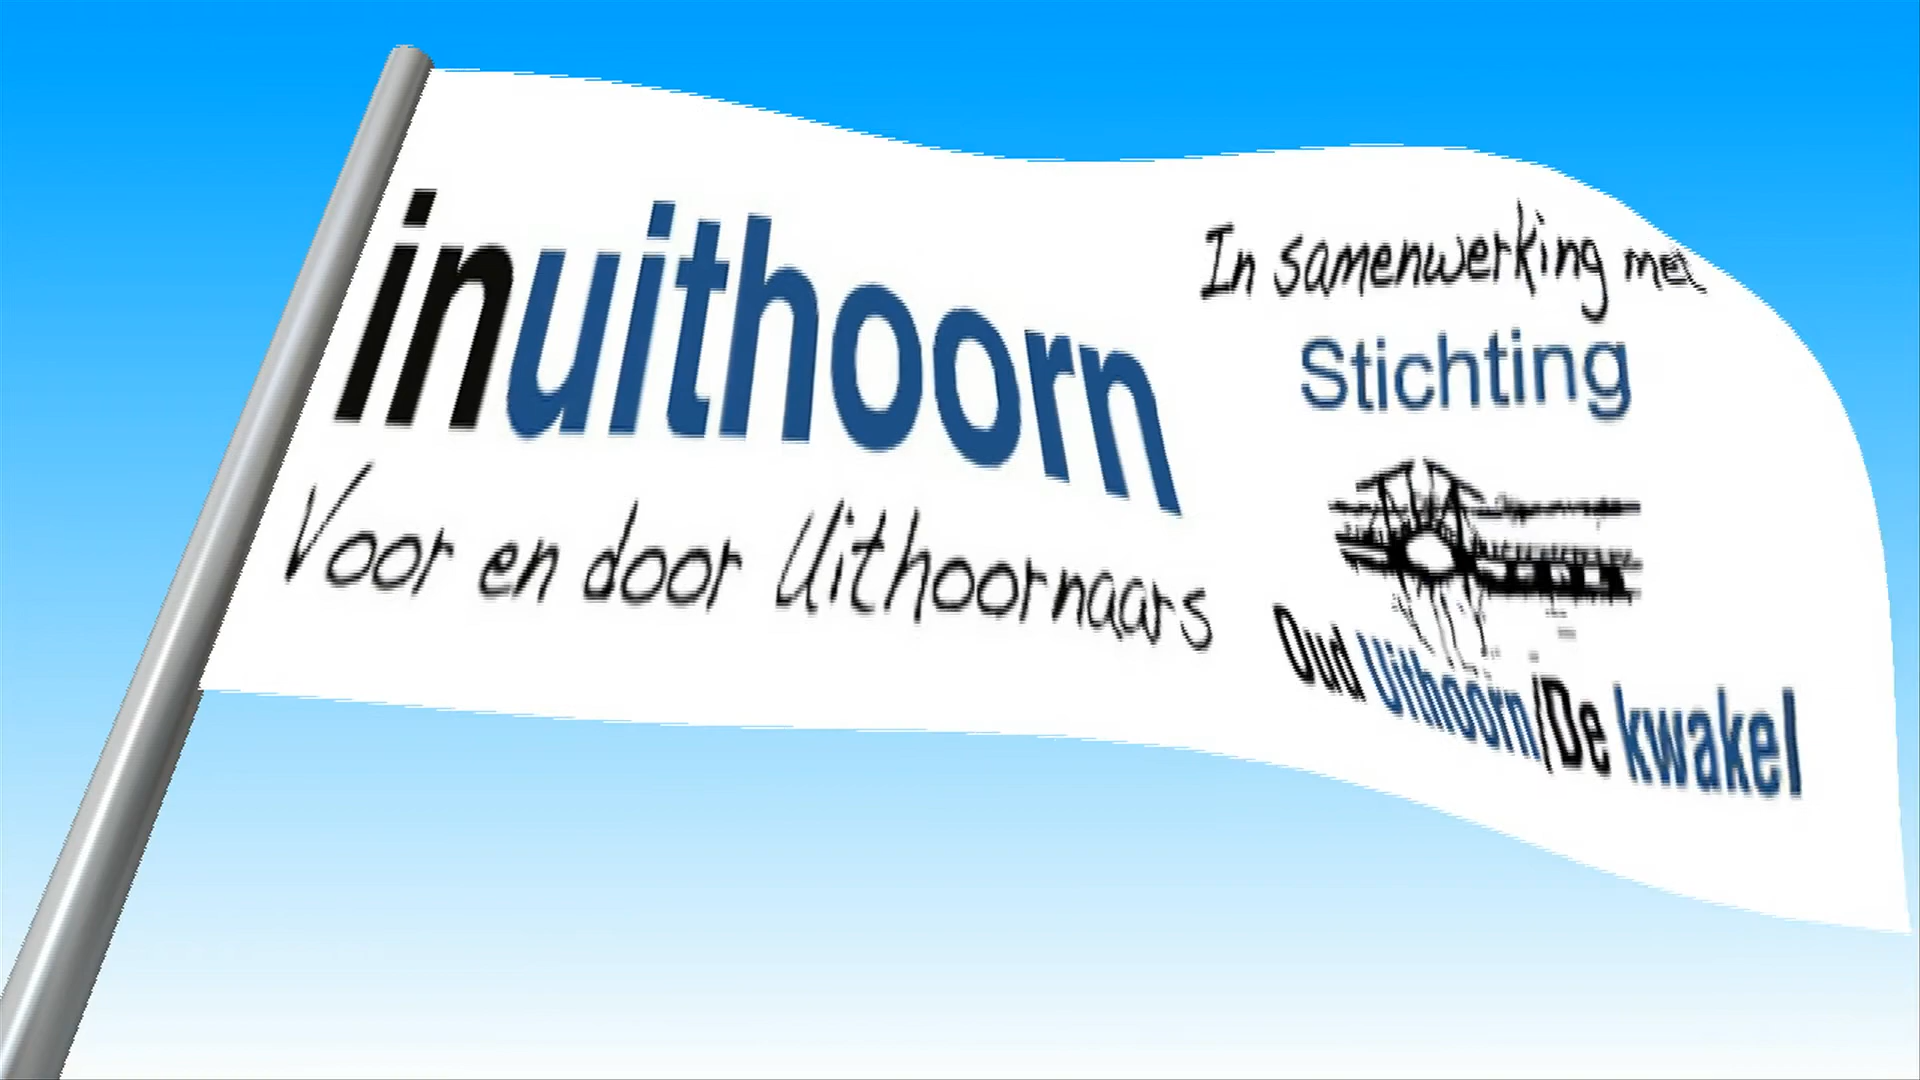 inuithoorn
Voor en door Uithoornaars
In samenwerking met
Stichting
Oud Uithoorn/De kwakel